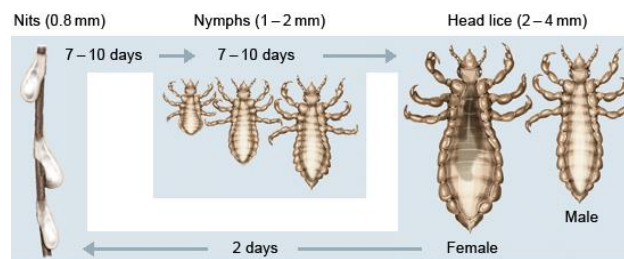 Nits (0.8 mm)
Nymphs (1–2 mm)
Head lice (2–4 mm)
7–10 days
7–10 days
Male
2 days
Female